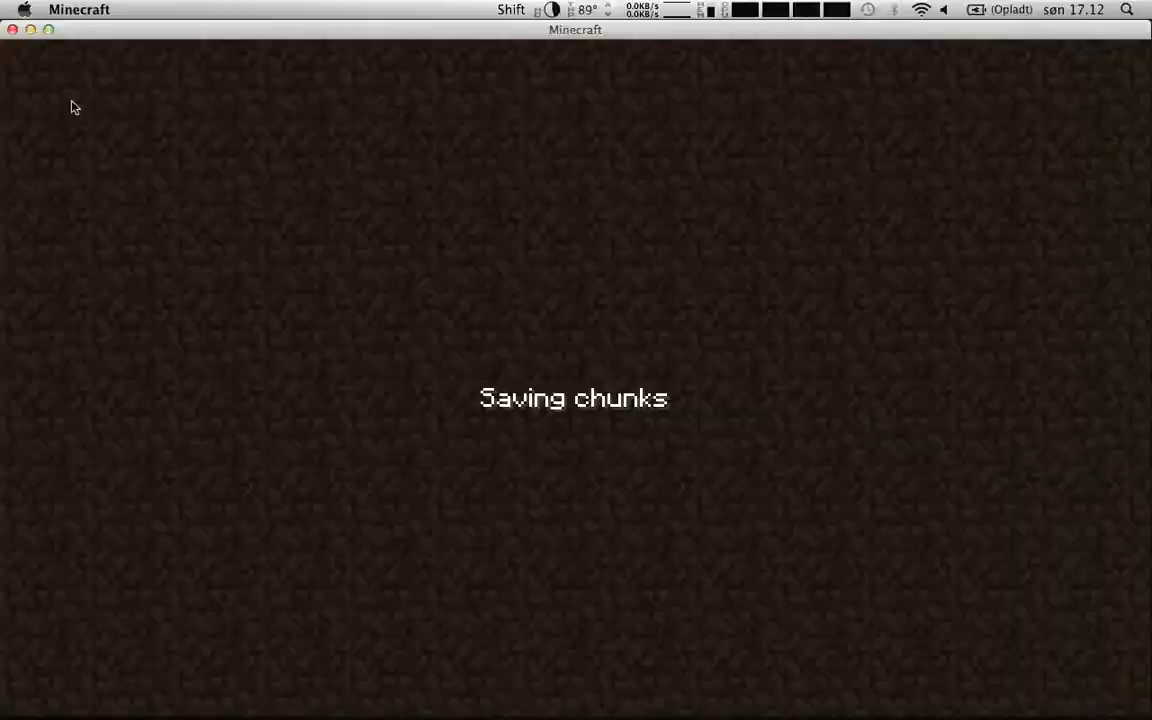 Minecraft Shift 89° 0.0KB/s 0.0KB/s (Opladt) søn 17.12
Minecraft
Saving chunks